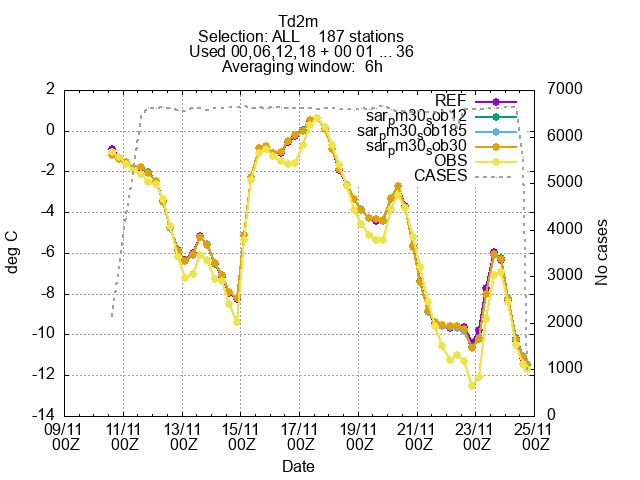 Td2m
Selection: ALL 187 stations
Used 00,06,12,18 + 00 01 ... 36
Averaging window: 6h
2
0
-2
-4
-6
-8
-10
-12
-14
deg C
7000
6000
5000
4000
3000
2000
1000
0
No cases
REF
sarpm30sob12
sarpm30sob185
sarpm30sob30
OBS
CASES
09/11 11/11 13/11 15/11 17/11 19/11 21/11 23/11 25/11
00Z 00Z 00Z 00Z 00Z 00Z 00Z 00Z 00Z
Date